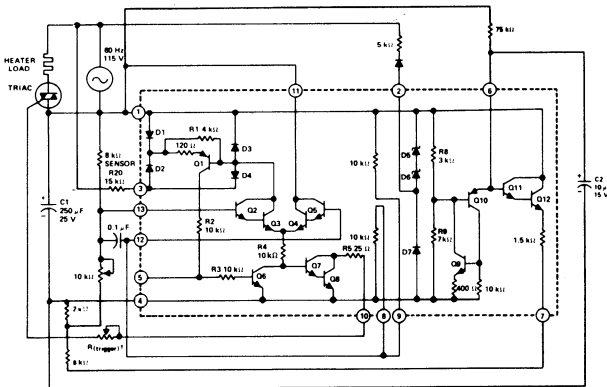 HEATER
LOAD
TRIAC
60 Hz
115 V
5 kΩ
75 kΩ
11
2
6
1
D1
R1 4 kΩ
120 Ω
D3
D2
Q1
D4
8 kΩ
SENSOR
R20
15 kΩ
3
13
Q2
Q3
Q4
Q5
10 kΩ
D5
D6
R8
Q10
Q11
Q12
C2
10 µF
15 V
C1
250 µF
25 V
0.1 µF
12
R2
10 kΩ
R4
10 kΩ
R5 25 Ω
D7
R9
7 kΩ
Q9
1.5 kΩ
10 kΩ
5
R3 10 kΩ
Q6
Q7
Q8
10 kΩ
400 Ω
10 kΩ
4
2 kΩ
10
8
9
7
R(trigger)†
8 kΩ